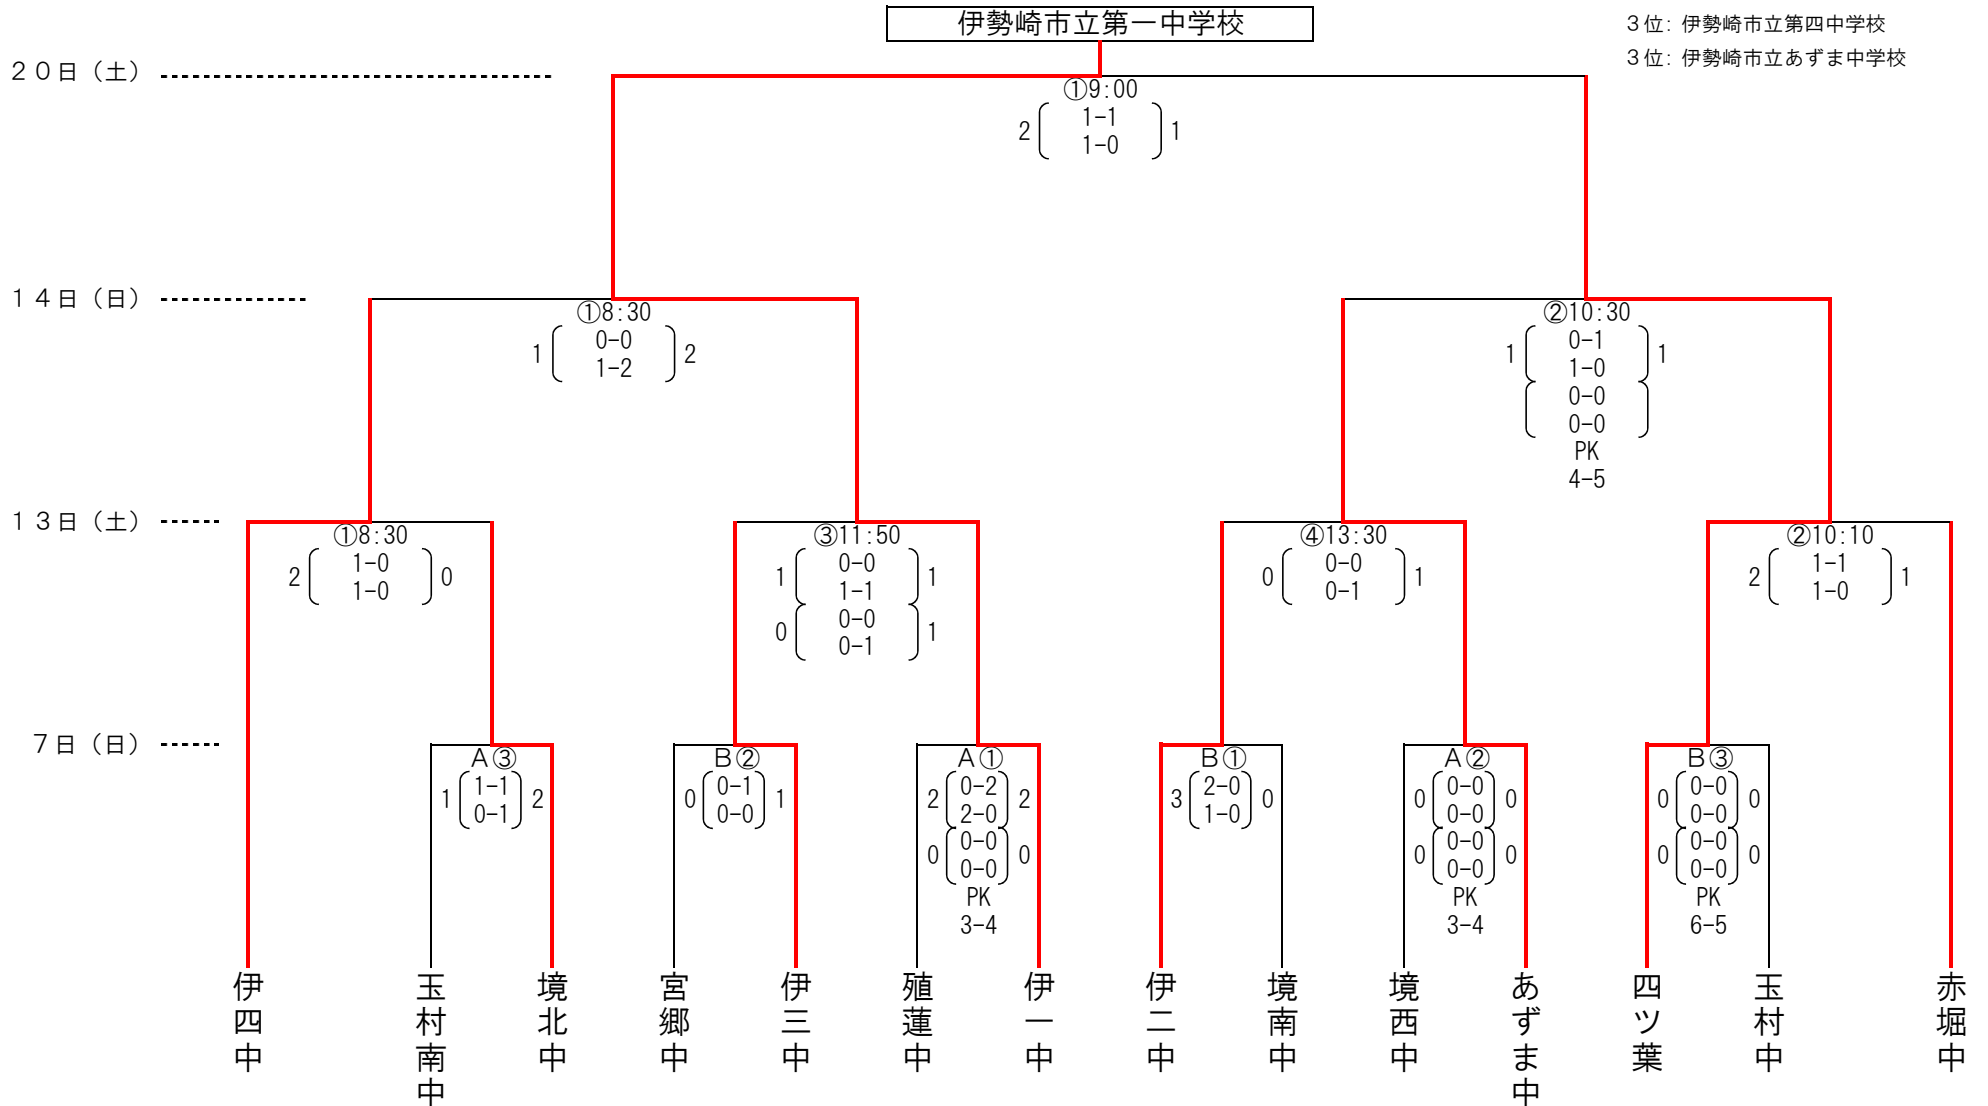 伊勢崎市立第一中学校
３位: 伊勢崎市立第四中学校
３位: 伊勢崎市立あずま中学校
２０日（土）
①9:00
2 1-1 1
1-0
１４日（日）
①8:30
1 0-0 2
1-2
②10:30
1 0-1 1
1-0
0-0
0-0
PK
4-5
１３日（土）
①8:30
2 1-0 0
1-0
③11:50
1 0-0 1
1-1
0 0-0 1
0-1
④13:30
0 0-0 1
0-1
②10:10
2 1-1 1
1-0
７日（日）
Ａ③
1 1-1 2
0-1
Ｂ②
0 0-1 1
0-0
Ａ①
2 0-2 2
2-0
0 0-0 0
0-0
PK
3-4
Ｂ①
3 2-0 0
1-0
Ａ②
0 0-0 0
0-0
0 0-0 0
0-0
PK
3-4
Ｂ③
0 0-0 0
0-0
0 0-0 0
0-0
PK
6-5
伊四中
玉村南中
境北中
宮郷中
伊三中
殖蓮中
伊一中
伊二中
境南中
境西中
あずま中
四ツ葉
玉村中
赤堀中